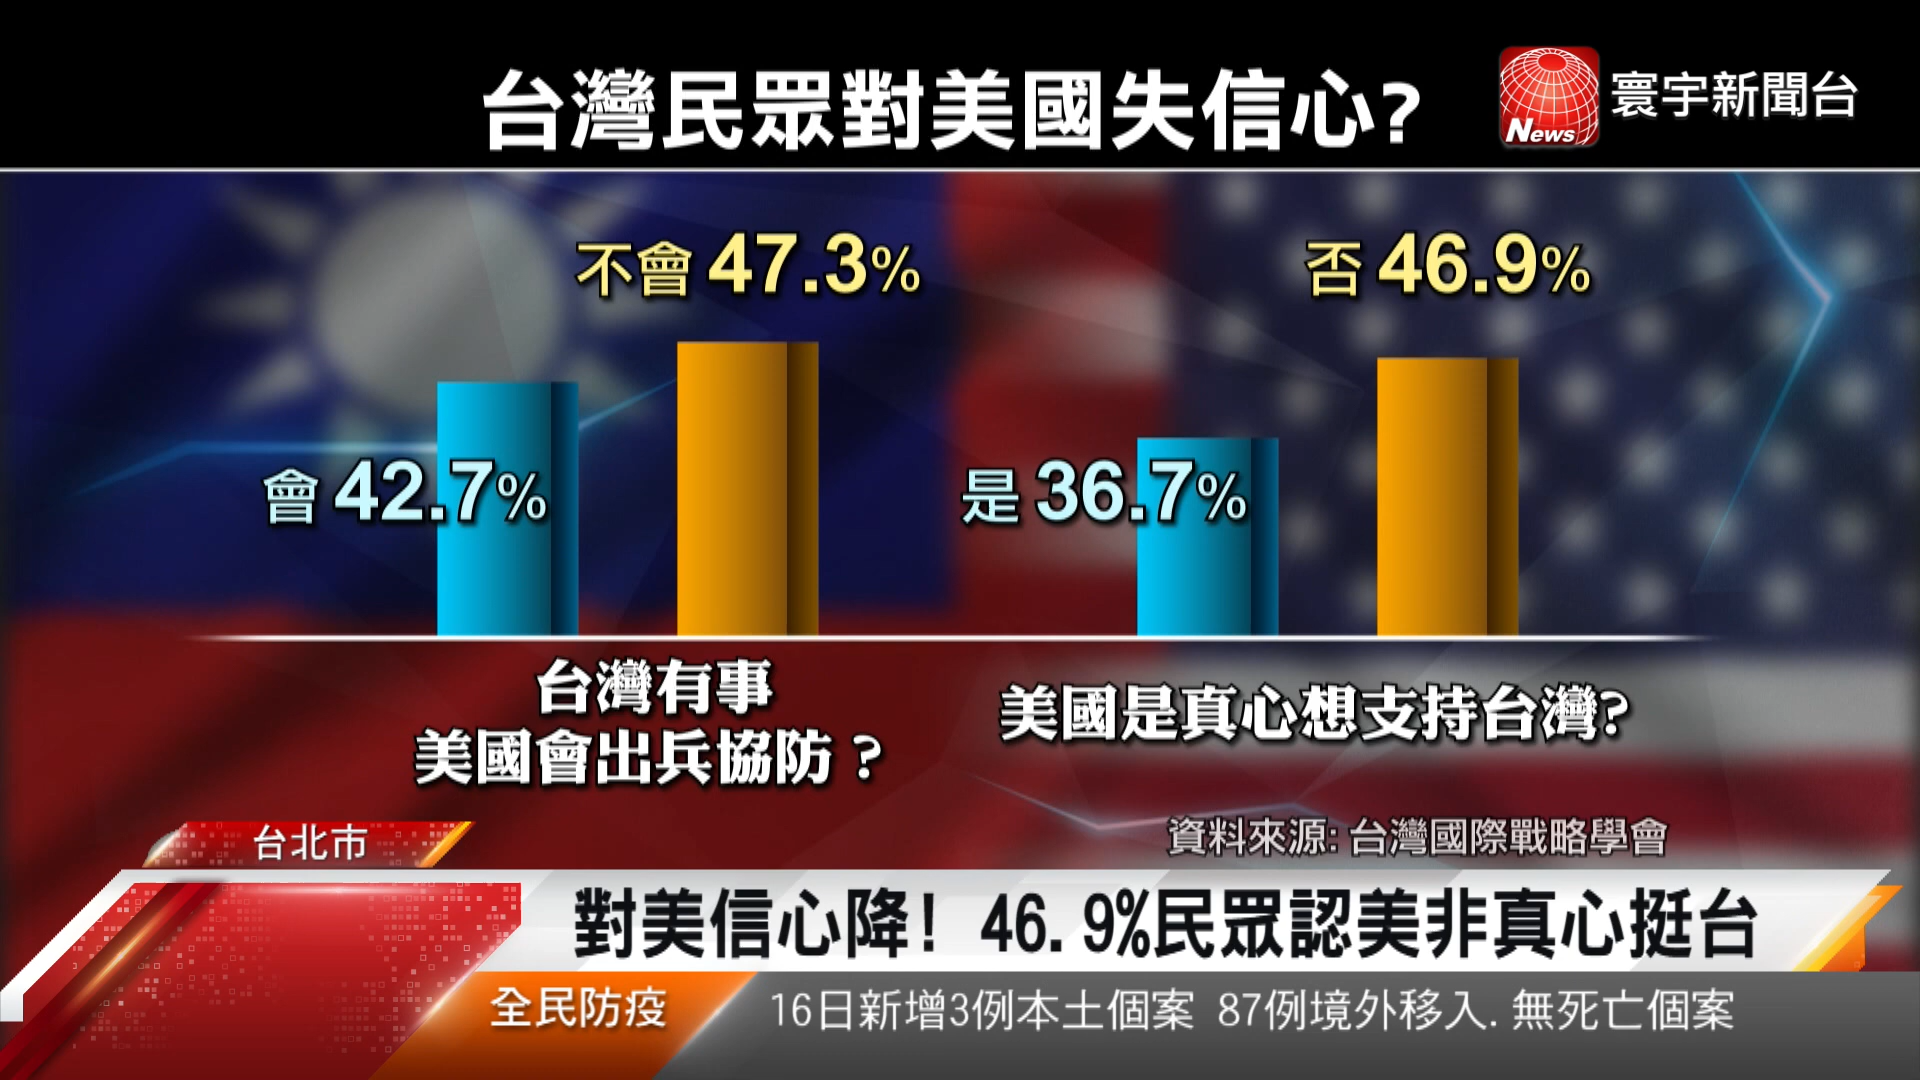 台灣民眾對美國失信心?
News
寰宇新聞台
不會 47.3%
否 46.9%
會 42.7%
是 36.7%
台灣有事
美國會出兵協防?
美國是真心想支持台灣?
資料來源: 台灣國際戰略學會
台北市
對美信心降! 46.9%民眾認美非真心挺台
全民防疫
16日新增3例本土個案 87例境外移入.無死亡個案